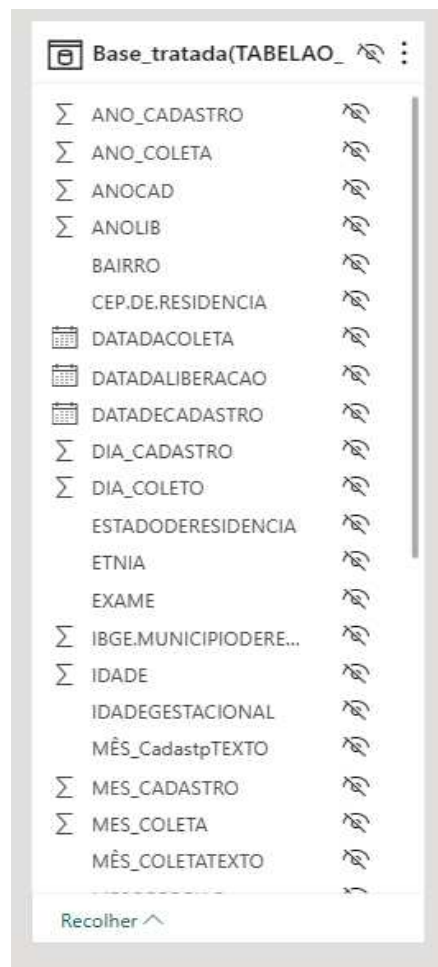 Base_tratada(TABELAO_
ANO_CADASTRO
ANO_COLETA
ANOCAD
ANOLIB
BAIRRO
CEP.DE.RESIDENCIA
DATADACOLETA
DATADALIBERACAO
DATADECADASTRO
DIA_CADASTRO
DIA_COLETO
ESTADODERESIDENCIA
ETNIA
EXAME
IBGE.MUNICIPIODERE...
IDADE
IDADEGESTACIONAL
MÊS_CadastpTEXTO
MES_CADASTRO
MES_COLETA
MÊS_COLETATEXTO
Recolher